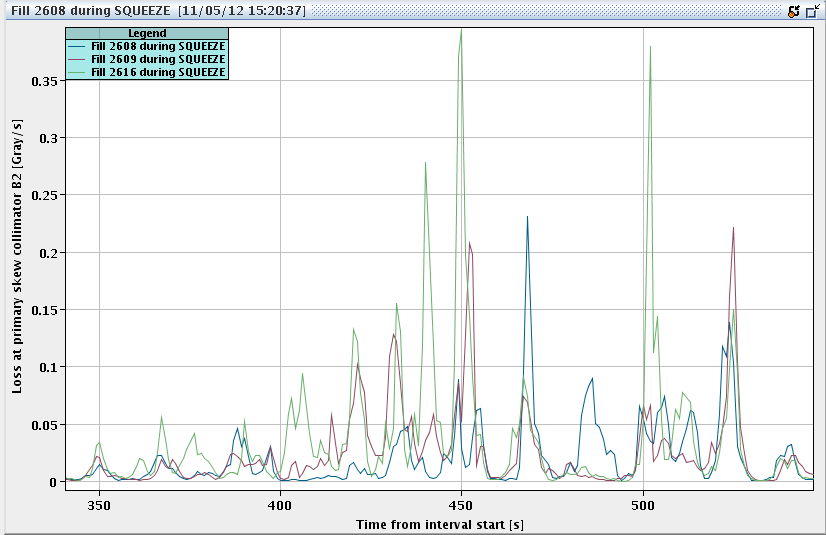 Fill 2608 during SQUEEZE [11/05/12 15:20:37]
Legend
Fill 2608 during SQUEEZE
Fill 2609 during SQUEEZE
Fill 2616 during SQUEEZE
Loss at primary skew collimator B2 [Gray/s]
0.35
0.3
0.25
0.2
0.15
0.1
0.05
0
350
400
450
500
Time from interval start [s]